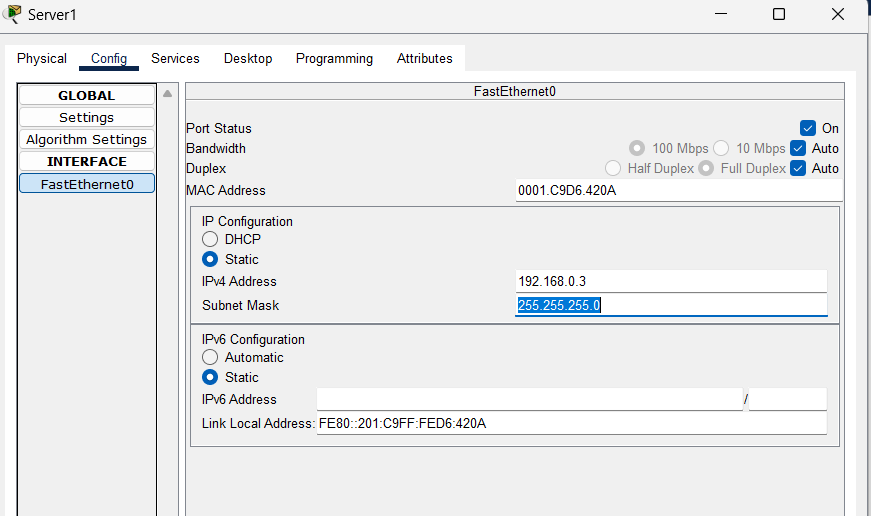 Server1
Physical Config Services Desktop Programming Attributes
GLOBAL
Settings
Algorithm Settings
INTERFACE
FastEthernet0
FastEthernet0
Port Status On
Bandwidth 100 Mbps 10 Mbps Auto
Duplex Half Duplex Full Duplex Auto
MAC Address 0001.C9D6.420A
IP Configuration
DHCP
Static
IPv4 Address 192.168.0.3
Subnet Mask 255.255.255.0
IPv6 Configuration
Automatic
Static
IPv6 Address /
Link Local Address: FE80::201:C9FF:FED6:420A